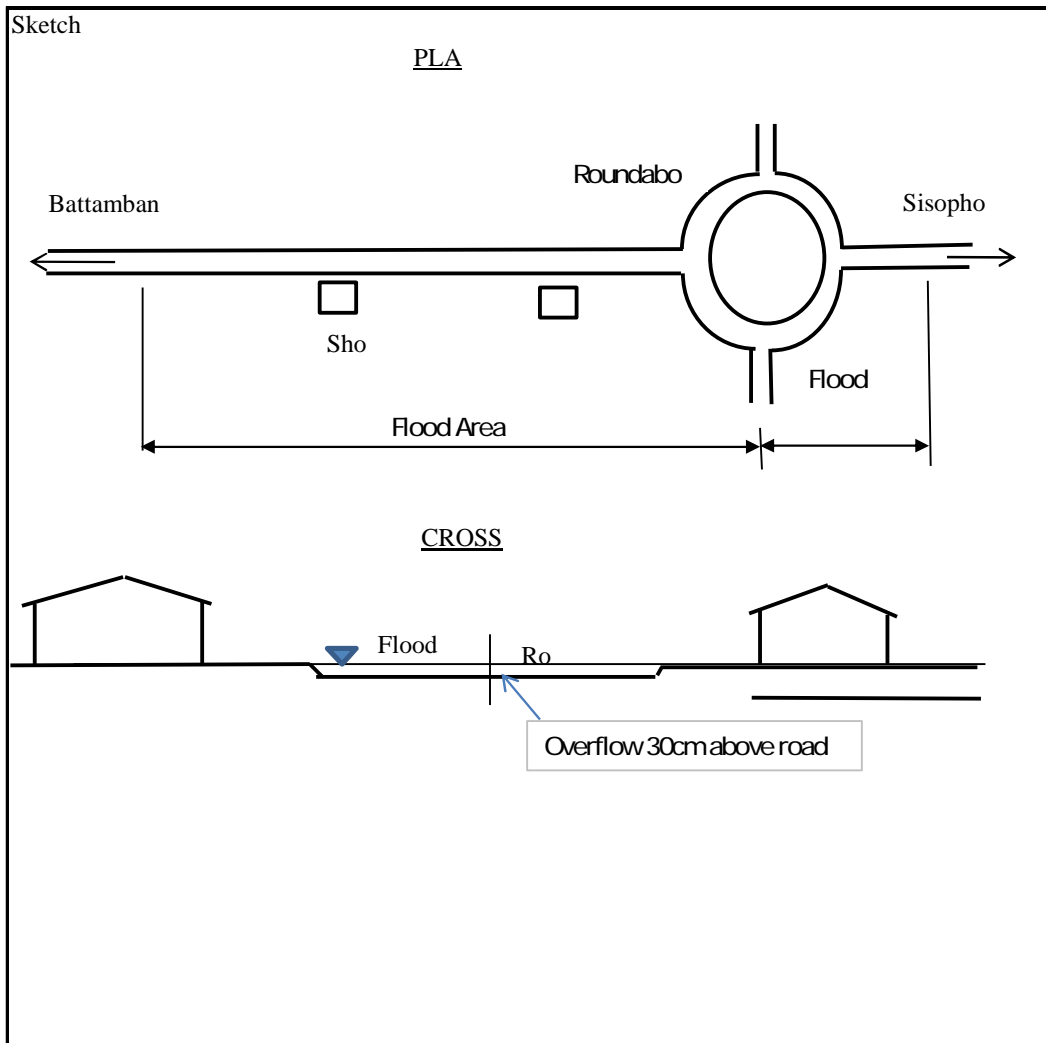 Sketch
PLA
Roundabo
Battamban
Sisopho
Sho
Flood
Flood Area
CROSS
Flood
Ro
Overflow 30cm above road